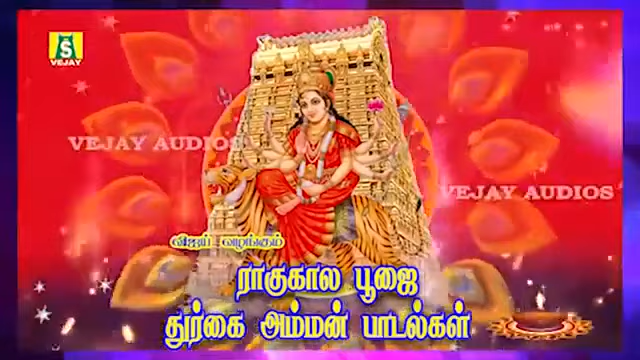 S
VEJAY
VEJAY AUDIOS
VEJAY AUDIOS
விஜய் வழங்கும்
ராகுகால பூஜை
துர்கை அம்மன் பாடல்கள்